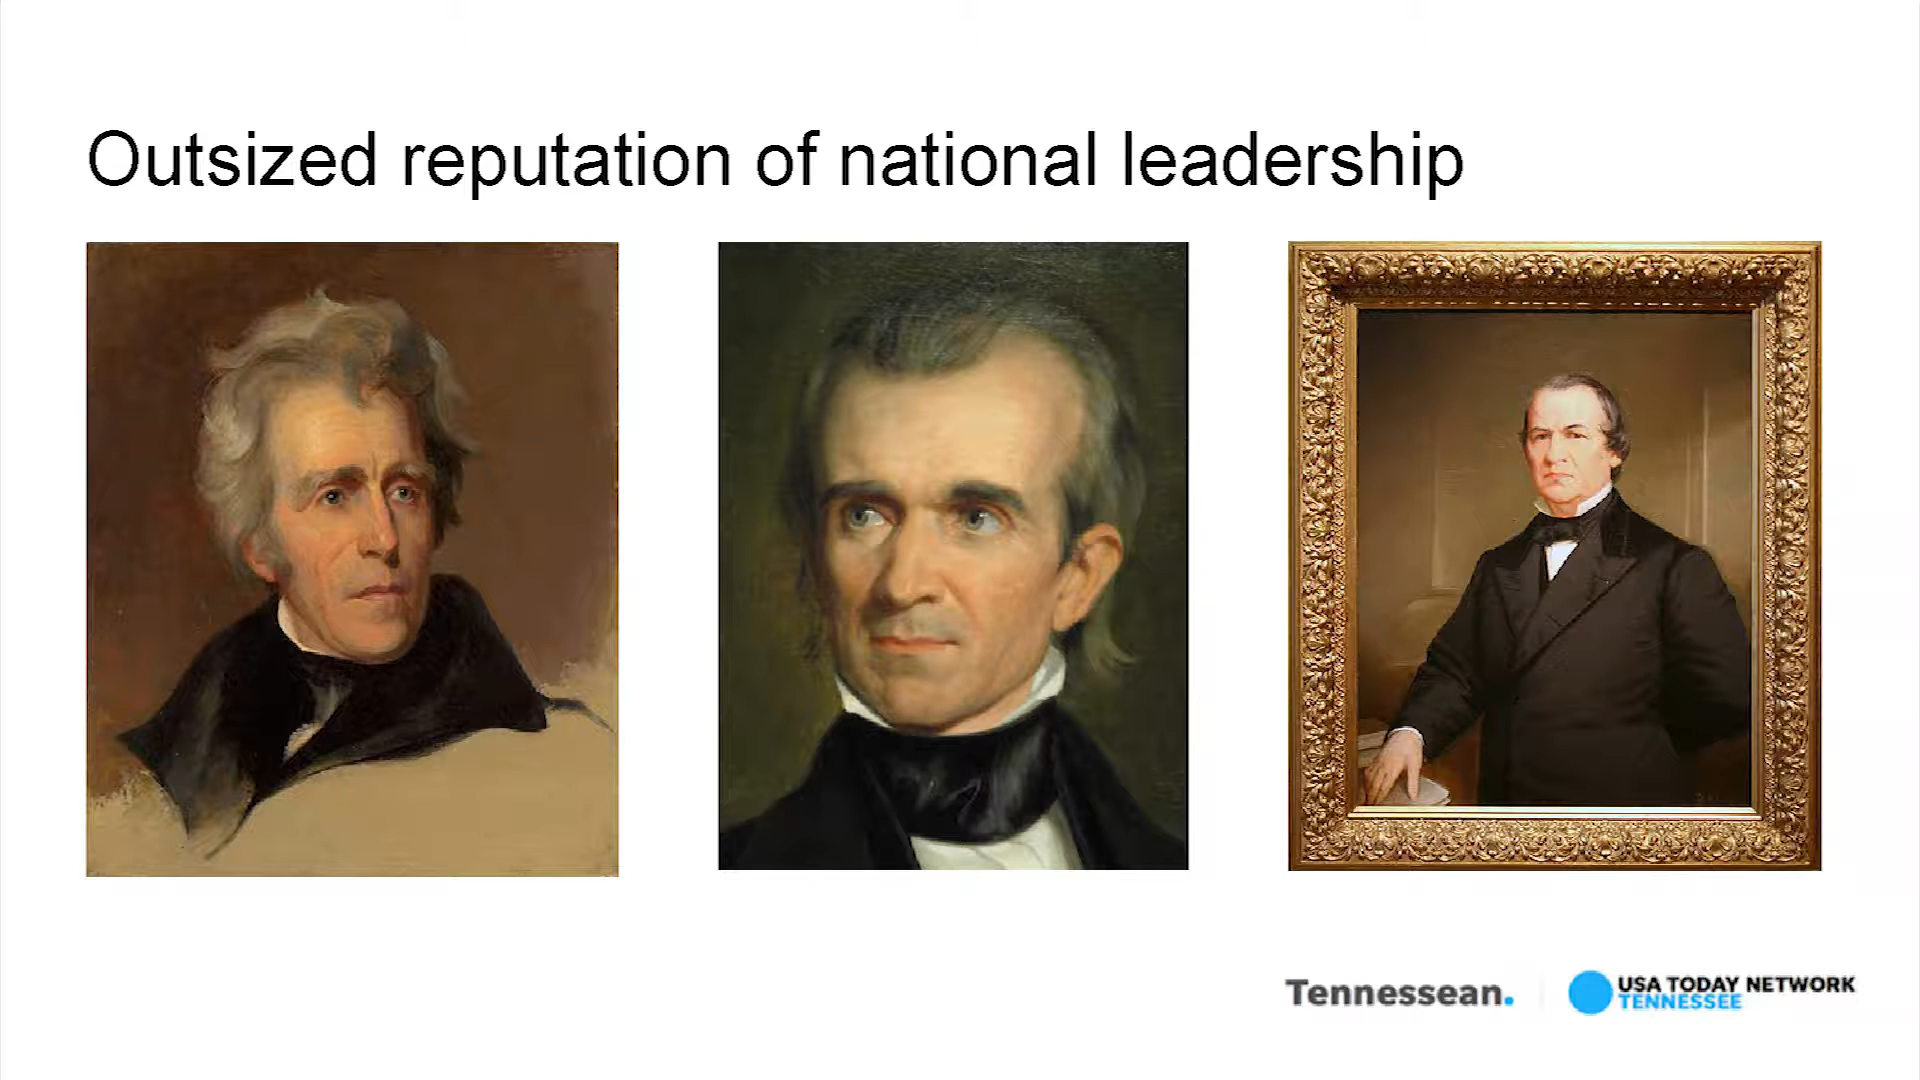 Outsized reputation of national leadership
Tennessean.
USA TODAY NETWORK
TENNESSEE